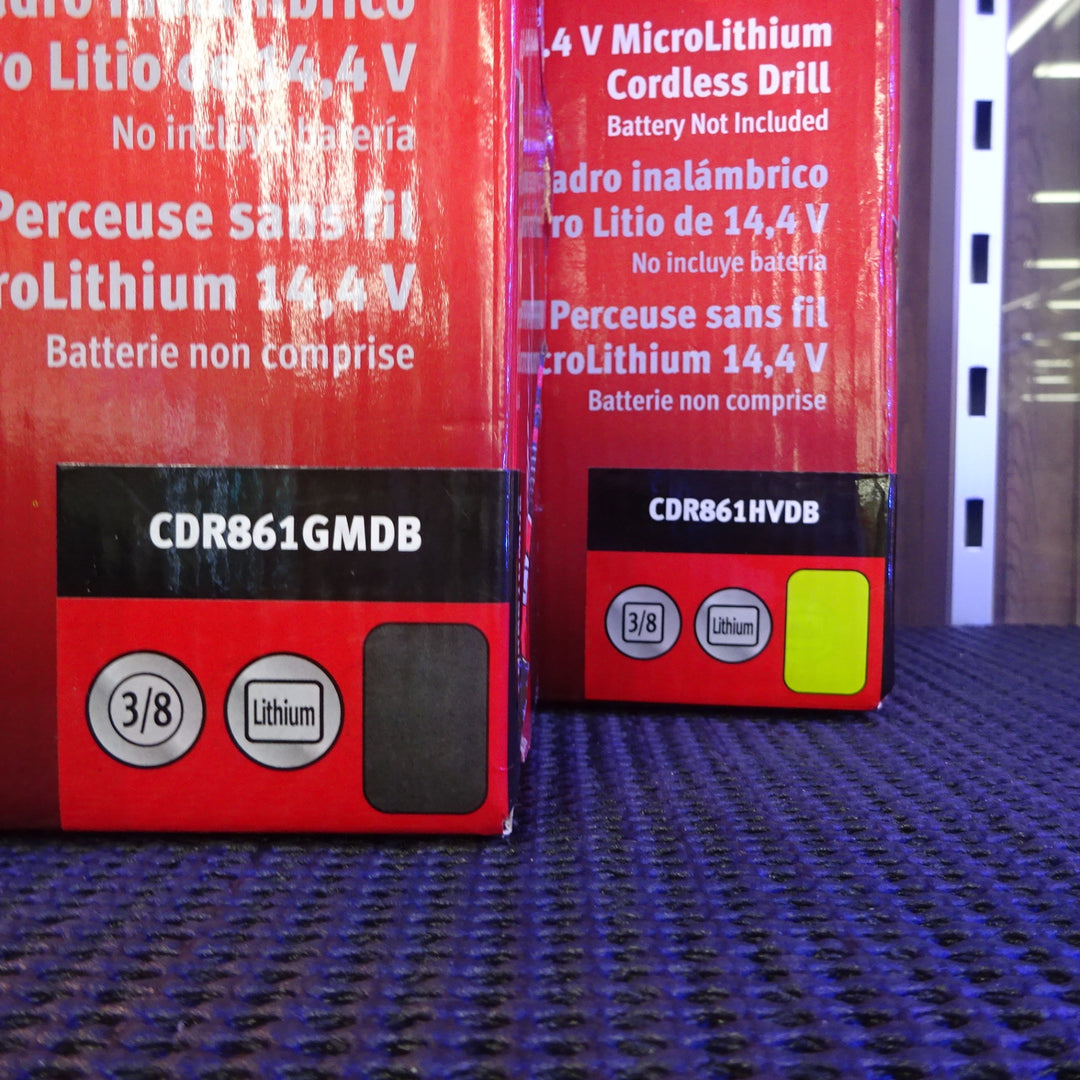 inalámbrico
Litio de 14,4 V
No incluye batería
Perceuse sans fil
roLithium 14,4 V
Batterie non comprise
CDR861GMDB
3/8
Lithium
.4 V MicroLithium
Cordless Drill
Battery Not Included
adro inalámbrico
ro Litio de 14,4 V
No incluye batería
Perceuse sans fil
croLithium 14,4 V
Batterie non comprise
CDR861HVDB
3/8
Lithium